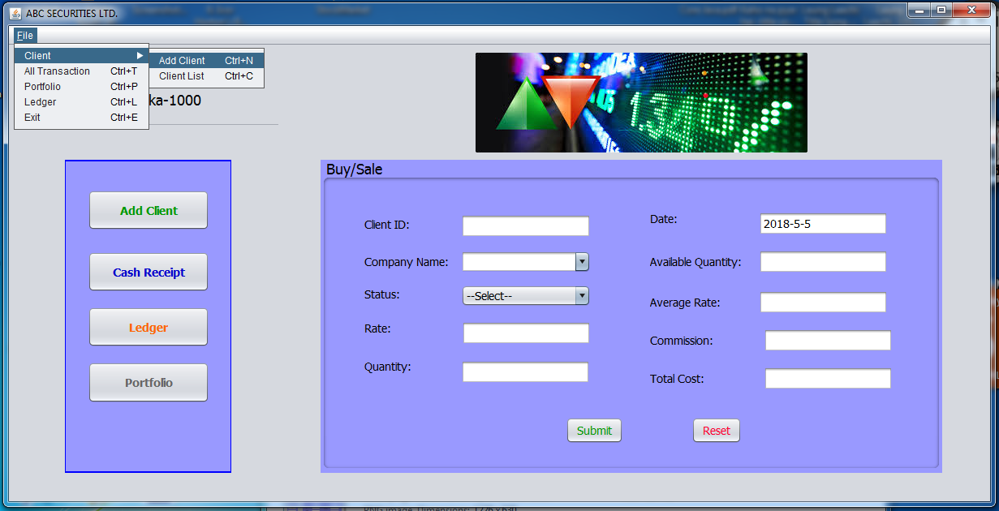 ABC SECURITIES LTD.
File
Client
Add Client Ctrl+N
All Transaction Ctrl+T
Client List Ctrl+C
Portfolio Ctrl+P
Ledger Ctrl+L
ka-1000
Exit Ctrl+E
Buy/Sale
Add Client
Cash Receipt
Ledger
Portfolio
Client ID:
Date: 2018-5-5
Company Name:
Available Quantity:
Status: --Select--
Average Rate:
Rate:
Commission:
Quantity:
Total Cost:
Submit
Reset